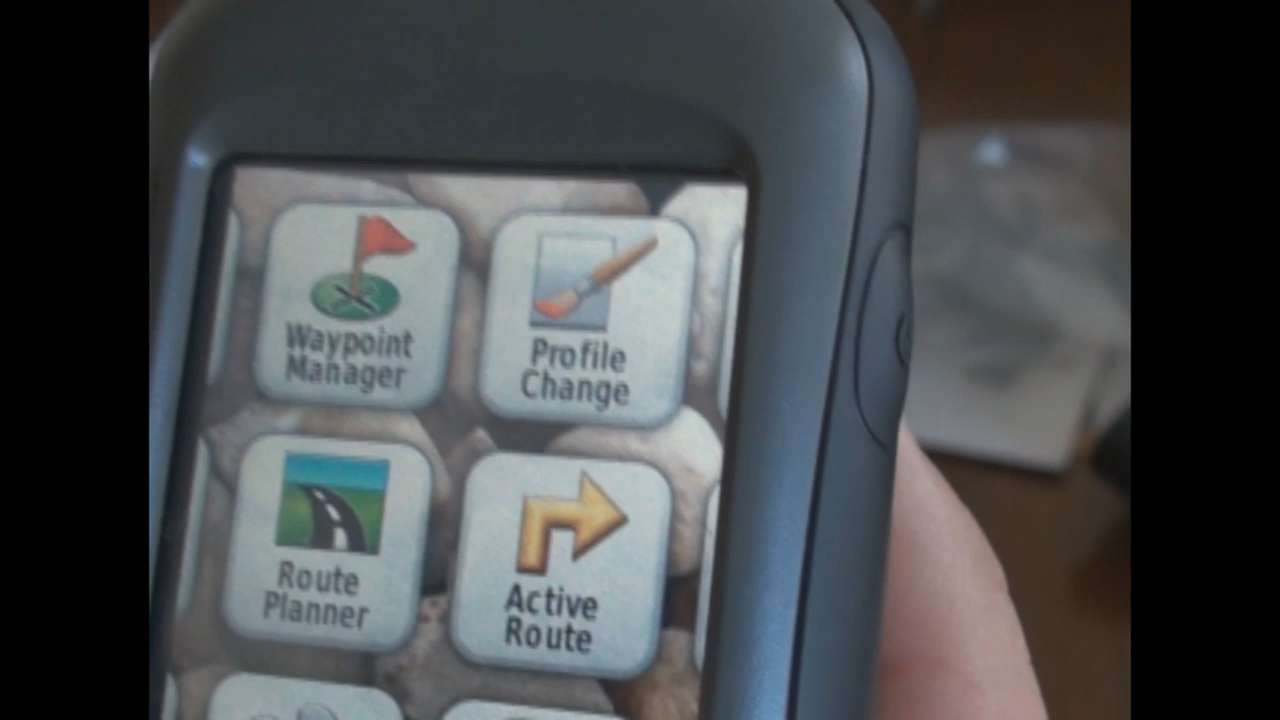 Waypoint
Manager
Profile
Change
Route
Planner
Active
Route